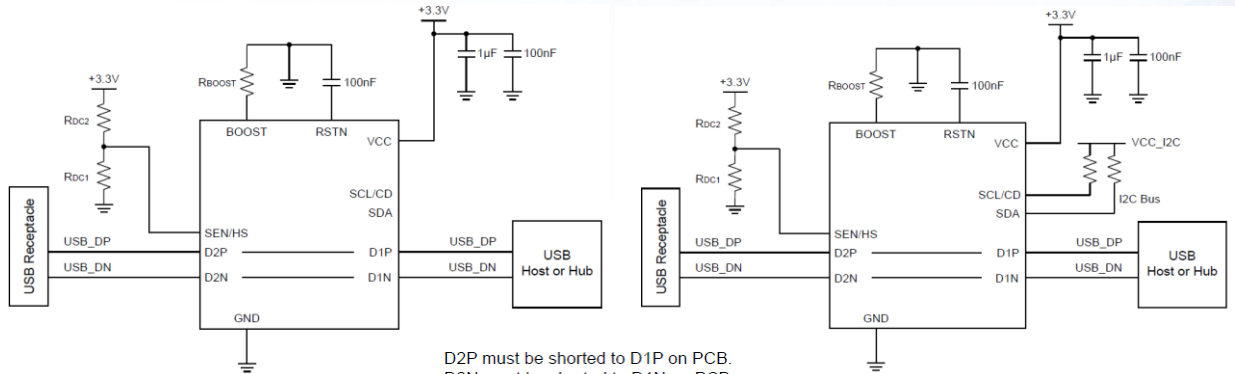 +3.3V
1µF
100nF
+3.3V
RBOOST
100nF
RDC2
BOOST
RSTN
VCC
RDC1
SCL/CD
SDA
USB Receptacle
SEN/HS
USB_DP
D2P
D1P
USB_DP
USB
Host or Hub
USB_DN
D2N
D1N
USB_DN
GND
+3.3V
1µF
100nF
+3.3V
RBOOST
100nF
RDC2
BOOST
RSTN
VCC
VCC_I2C
RDC1
SCL/CD
I2C Bus
SDA
USB Receptacle
SEN/HS
USB_DP
D2P
D1P
USB_DP
USB
Host or Hub
USB_DN
D2N
D1N
USB_DN
GND
D2P must be shorted to D1P on PCB.